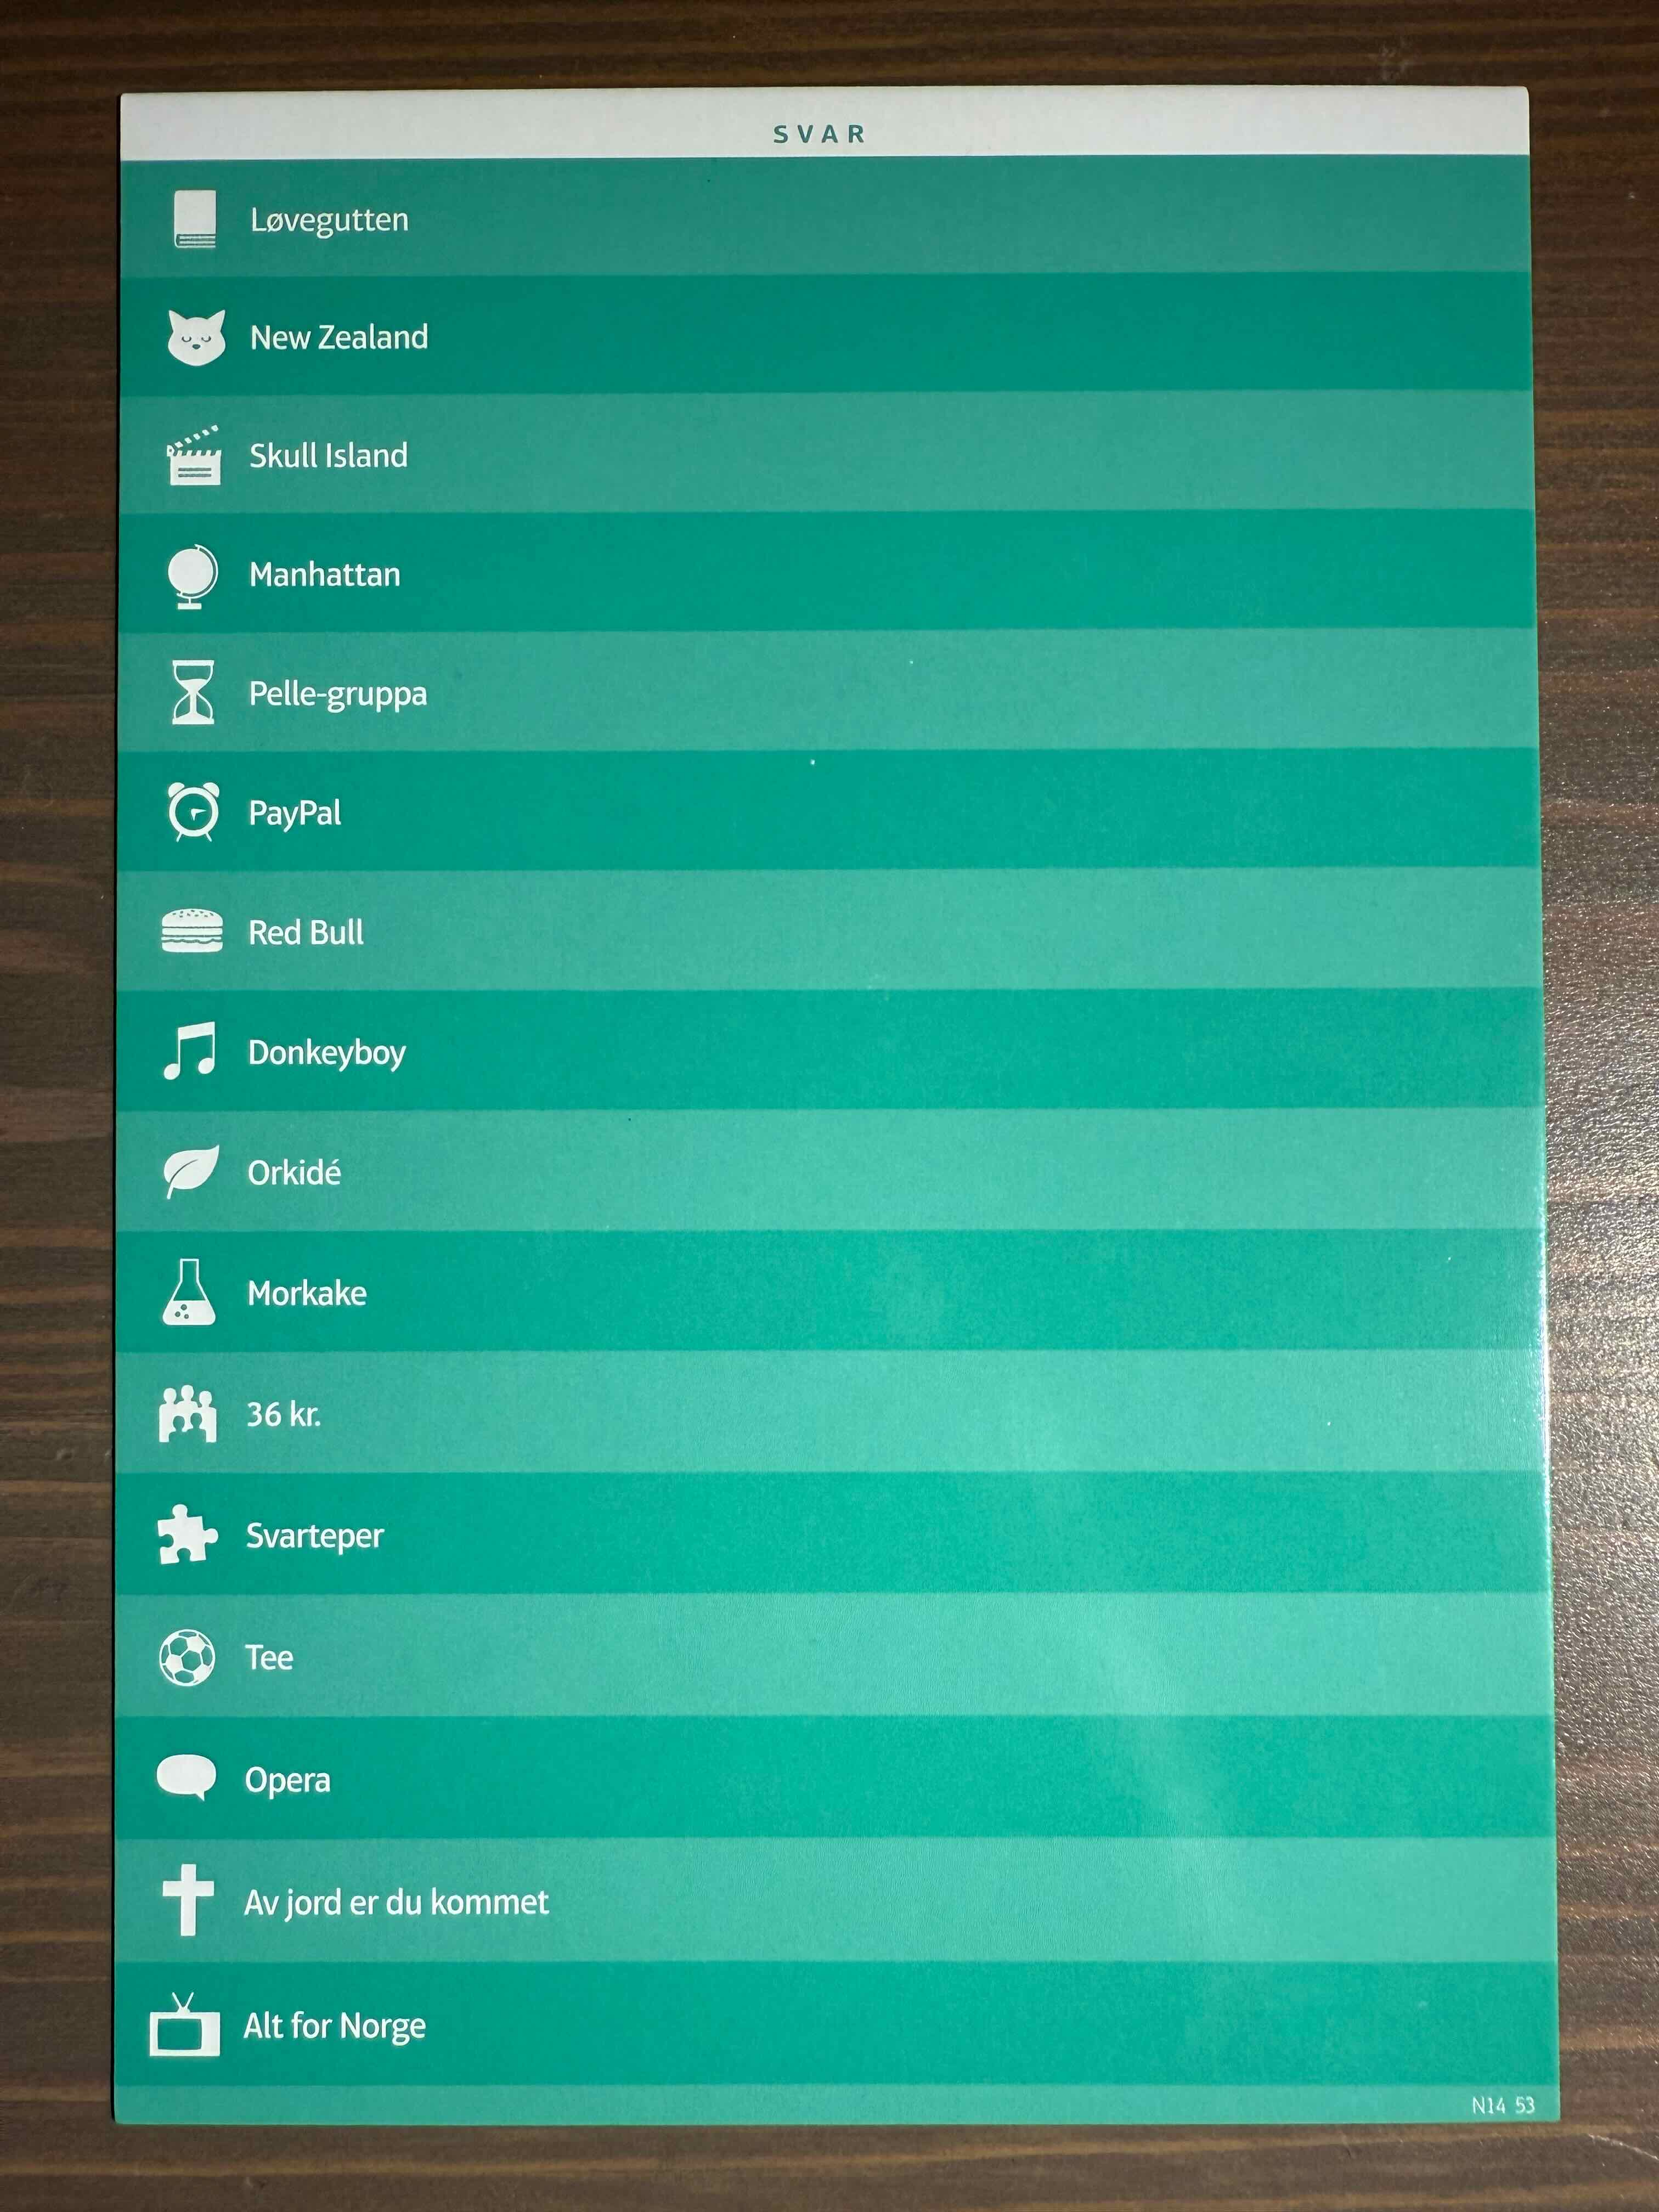 SVAR
Løvegutten
New Zealand
Skull Island
Manhattan
Pelle-gruppa
PayPal
Red Bull
Donkeyboy
Orkidé
Morkake
36 kr.
Svarteper
Tee
Opera
Av jord er du kommet
Alt for Norge
N14 53